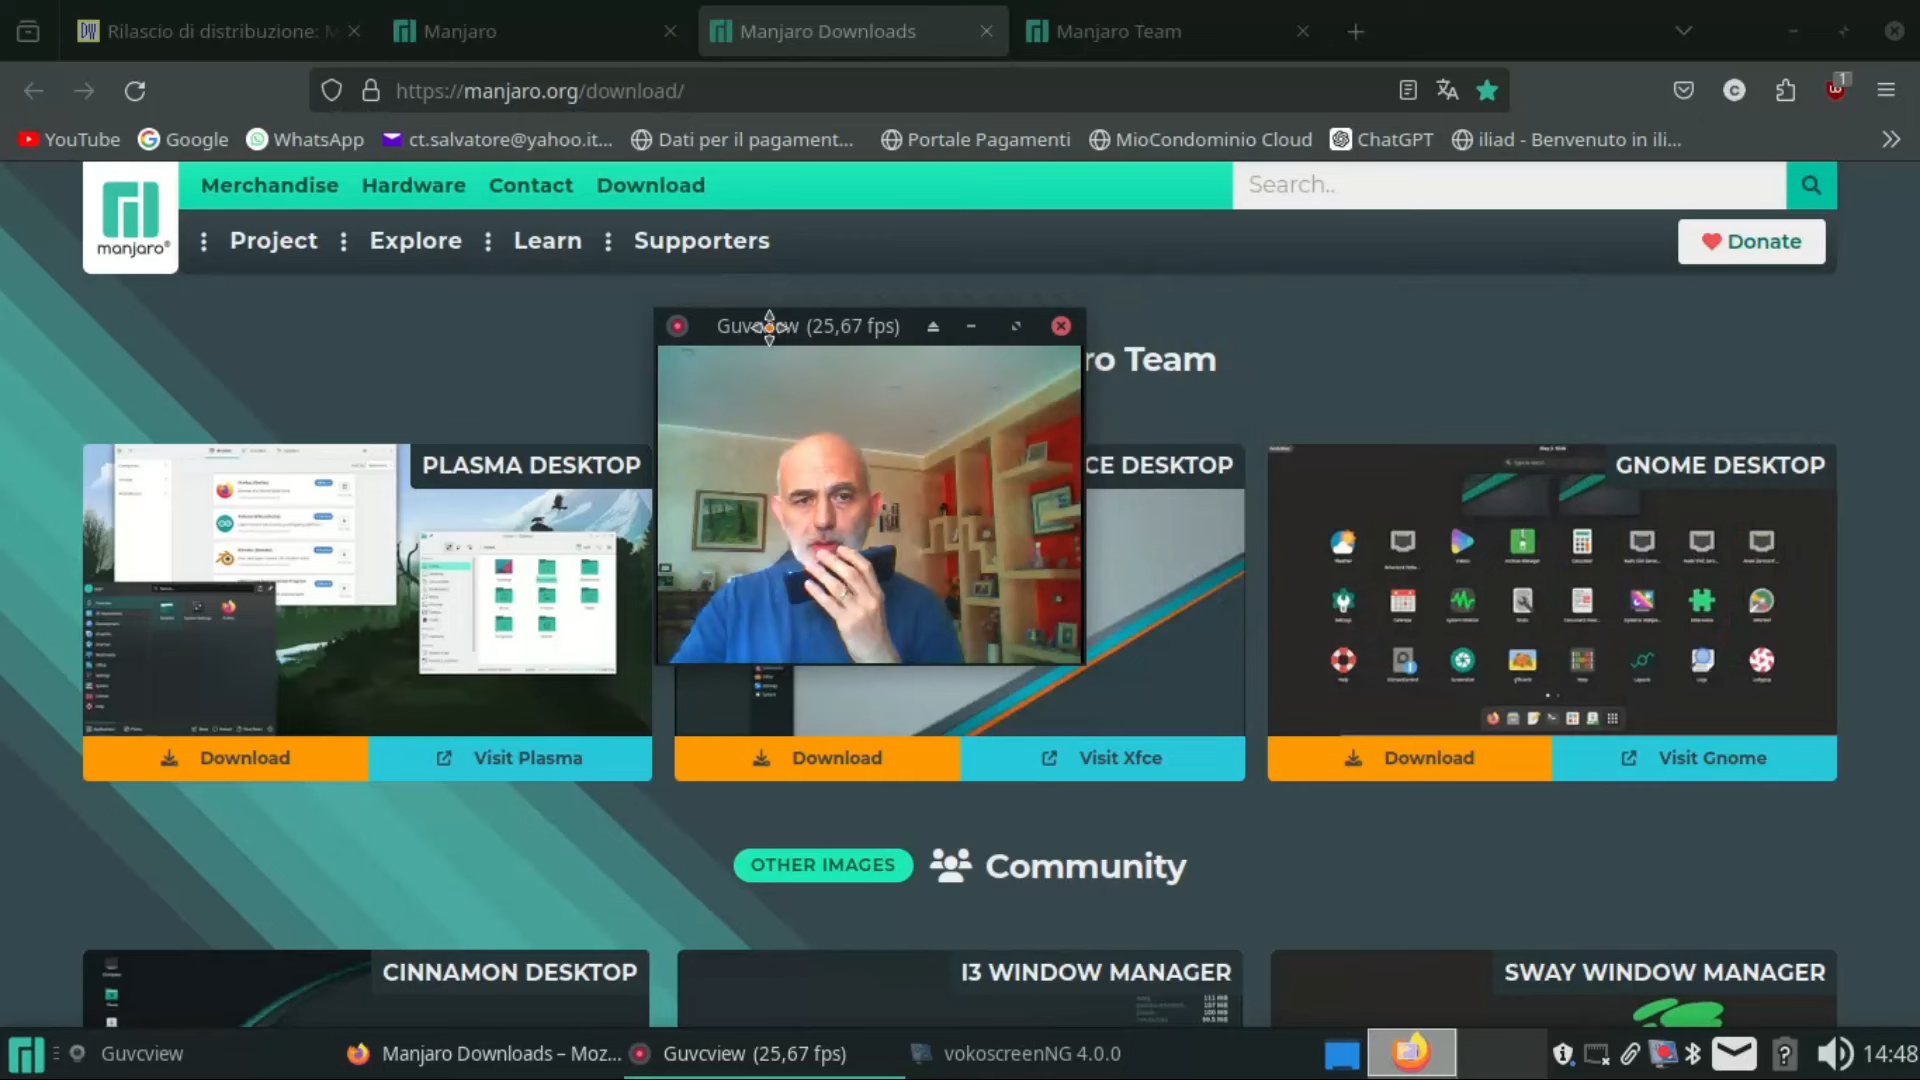 Rilascio di distribuzione: M
Manjaro
Manjaro Downloads
Manjaro Team
https://manjaro.org/download/
1
YouTube
Google
WhatsApp
ct.salvatore@yahoo.it...
Dati per il pagament...
Portale Pagamenti
MioCondominio Cloud
ChatGPT
iliad - Benvenuto in ili...
manjaro®
Merchandise
Hardware
Contact
Download
Search..
Project
Explore
Learn
Supporters
Donate
Guvcview (25,67 fps)
ro Team
PLASMA DESKTOP
CE DESKTOP
GNOME DESKTOP
Download
Visit Plasma
Download
Visit Xfce
Download
Visit Gnome
OTHER IMAGES
Community
CINNAMON DESKTOP
I3 WINDOW MANAGER
SWAY WINDOW MANAGER
Guvcview
Manjaro Downloads – Moz...
Guvcview (25,67 fps)
vokoscreenNG 4.0.0
14:48